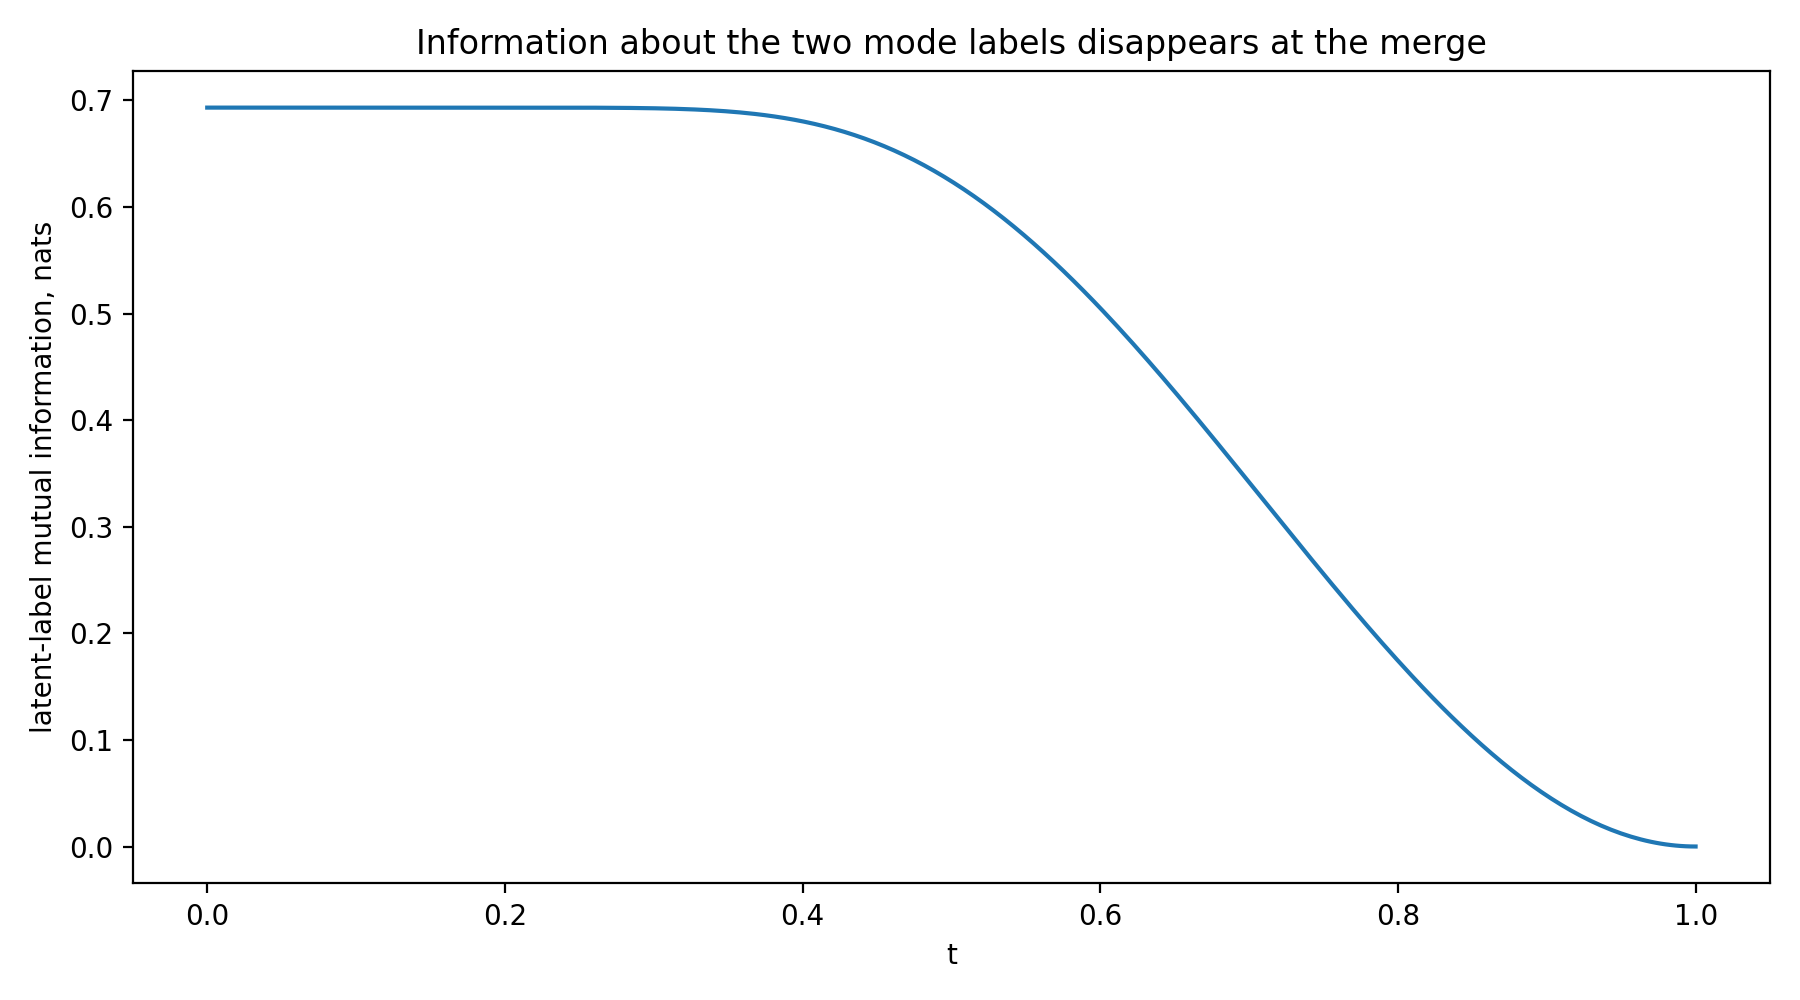 Information about the two mode labels disappears at the merge
latent-label mutual information, nats
0.7
0.6
0.5
0.4
0.3
0.2
0.1
0.0
0.0 0.2 0.4 0.6 0.8 1.0
t